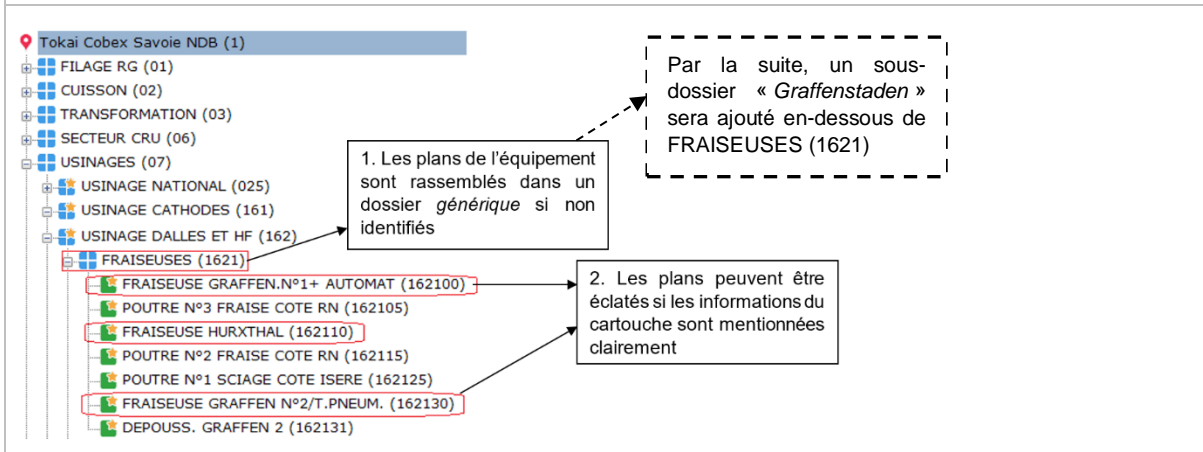 Tokai Cobex Savoie NDB (1)
FILAGE RG (01)
CUISSON (02)
TRANSFORMATION (03)
SECTEUR CRU (06)
USINAGES (07)
USINAGE NATIONAL (025)
USINAGE CATHODES (161)
USINAGE DALLES ET HF (162)
FRAISEUSES (1621)
FRAISEUSE GRAFFEN.Nº1+ AUTOMAT (162100)
POUTRE Nº3 FRAISE COTE RN (162105)
FRAISEUSE HURXTHAL (162110)
POUTRE Nº2 FRAISE COTE RN (162115)
POUTRE Nº1 SCIAGE COTE ISERE (162125)
FRAISEUSE GRAFFEN Nº2/T.PNEUM. (162130)
DEPOUSS. GRAFFEN 2 (162131)
1. Les plans de l'équipement
sont rassemblés dans un
dossier générique si non
identifiés
Par la suite, un sous-
dossier « Graffenstaden »
sera ajouté en-dessous de
FRAISEUSES (1621)
2. Les plans peuvent être
éclatés si les informations du
cartouche sont mentionnées
clairement